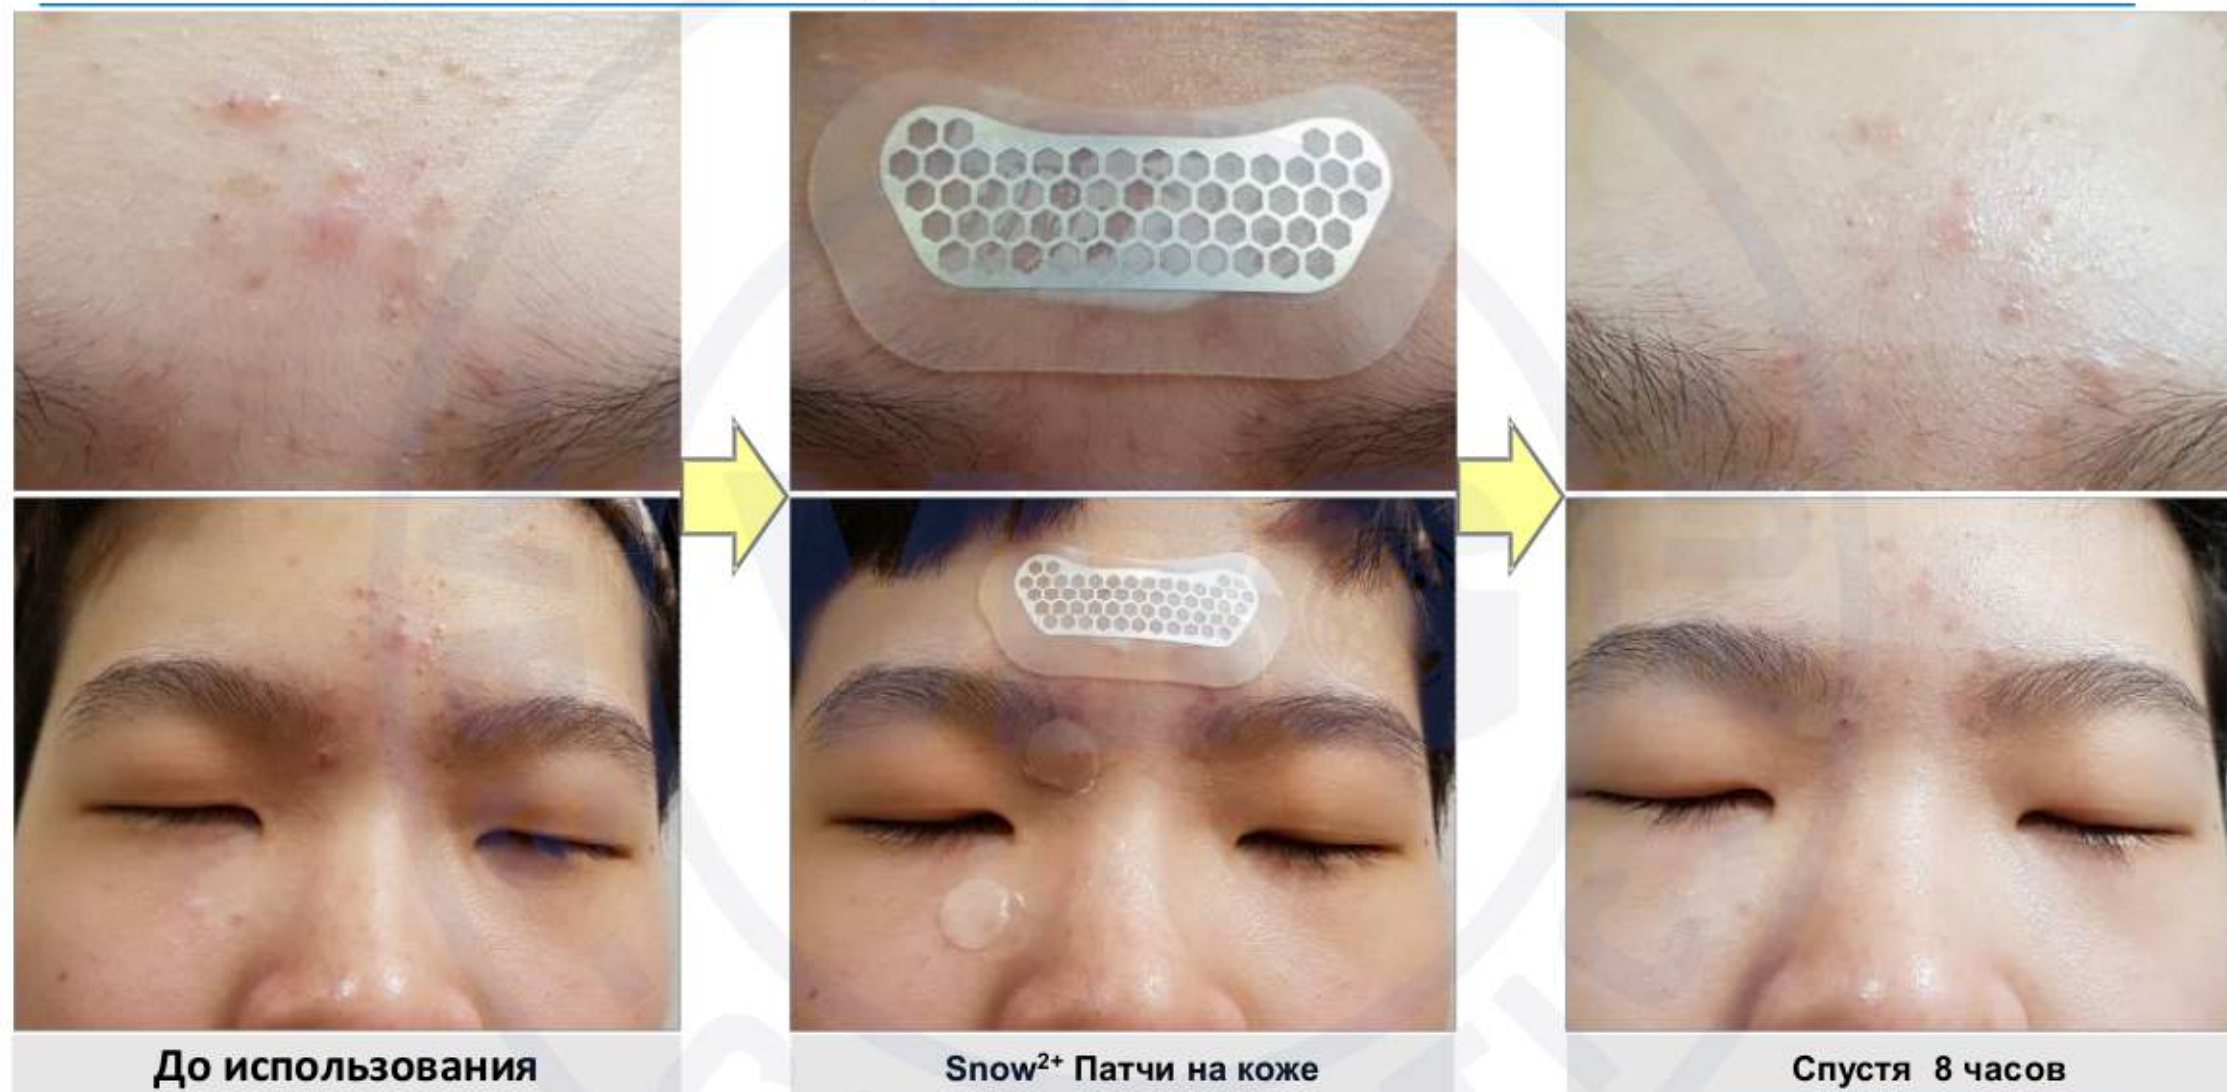 До использования
Snow²⁺ Патчи на коже
Спустя 8 часов